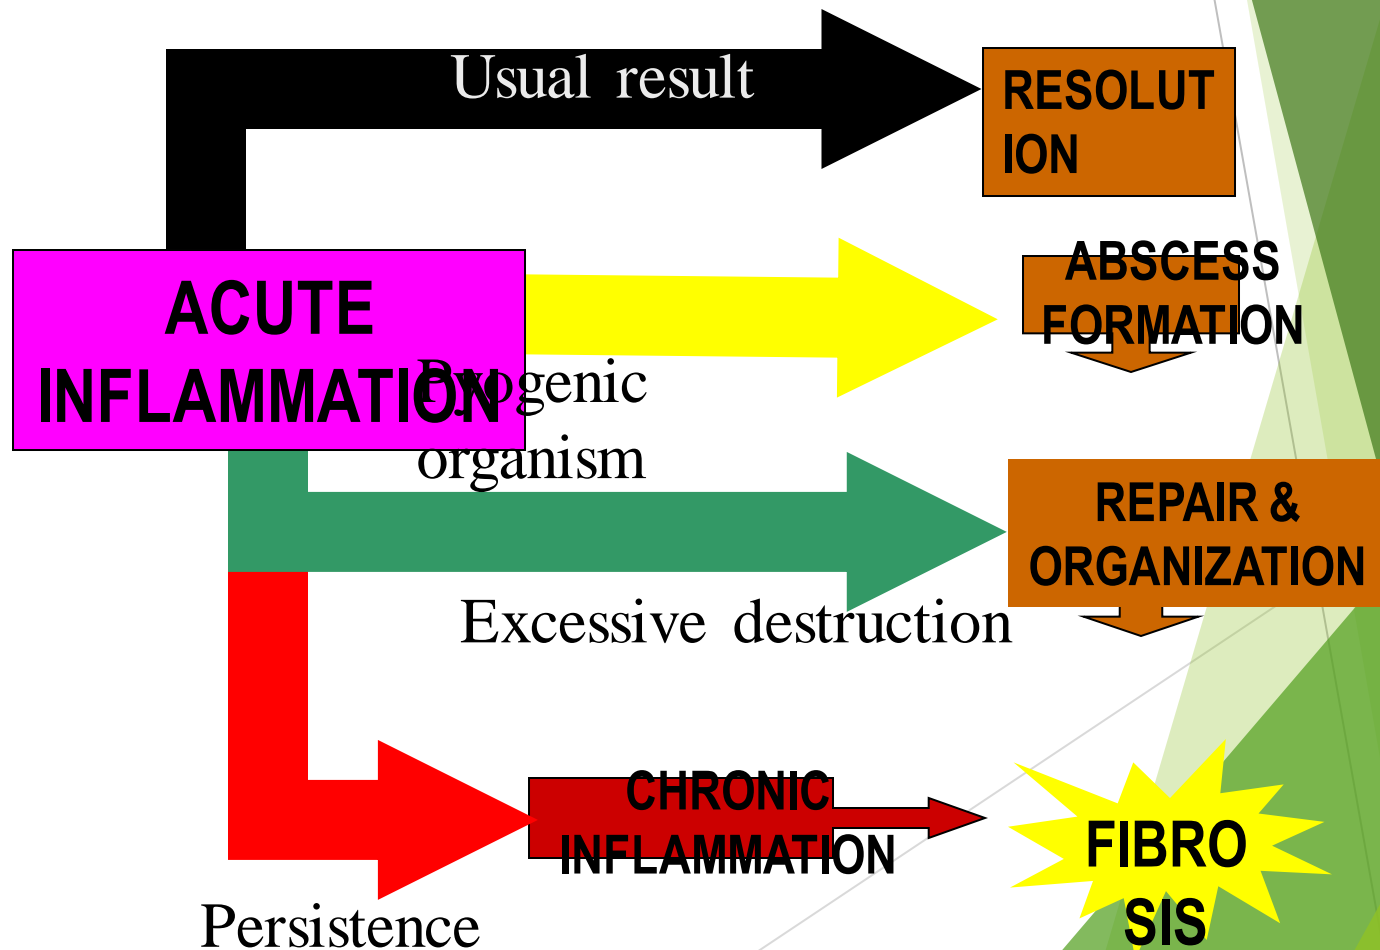 Usual result
RESOLUT
ION
ACUTE
INFLAMMATION
Pyogenic
organism
ABSCESS
FORMATION
REPAIR &
ORGANIZATION
Excessive destruction
CHRONIC
INFLAMMATION
FIBRO
SIS
Persistence